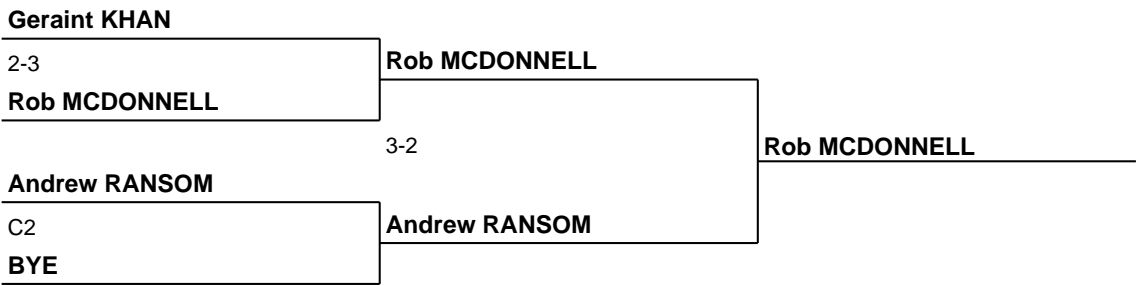 Geraint KHAN
2-3
Rob MCDONNELL
Rob MCDONNELL
3-2
Rob MCDONNELL
Andrew RANSOM
C2
Andrew RANSOM
BYE